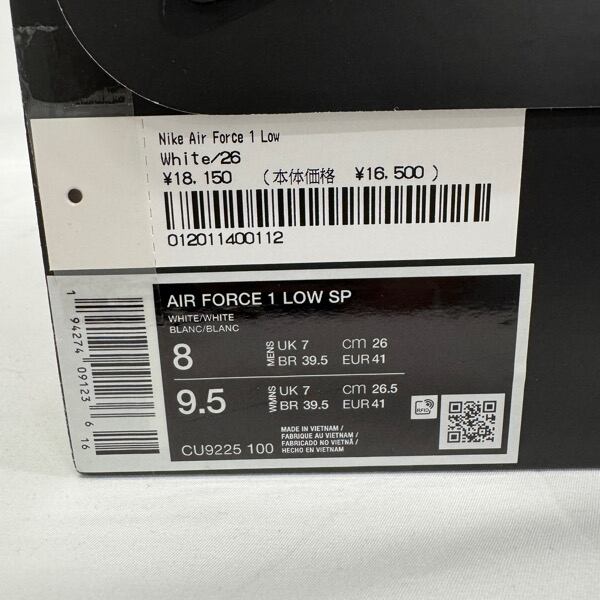 Nike Air Force 1 Low
White/26
¥18.150 (本体価格 ¥16.500)
012011400112
AIR FORCE 1 LOW SP
WHITE/WHITE
BLANC/BLANC
8 MENS UK 7 cm 26
BR 39.5 EUR 41
9.5 WMNS UK 7 cm 26.5
BR 39.5 EUR 41
RFID
MADE IN VIETNAM /
FABRIQUE AU VIETNAM /
FABRICADO NO VIETNÃ /
HECHO EN VIETNAM
CU9225 100
1 94274 09123 6 16